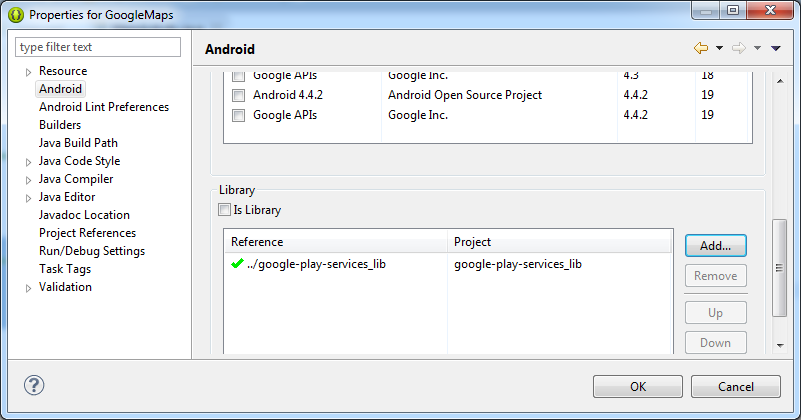 Properties for GoogleMaps
type filter text
Resource
Android
Android Lint Preferences
Builders
Java Build Path
Java Code Style
Java Compiler
Java Editor
Javadoc Location
Project References
Run/Debug Settings
Task Tags
Validation
Android
Google APIs Google Inc. 4.3 18
Android 4.4.2 Android Open Source Project 4.4.2 19
Google APIs Google Inc. 4.4.2 19
Library
Is Library
Reference Project
../google-play-services_lib google-play-services_lib
Add...
Remove
Up
Down
OK Cancel